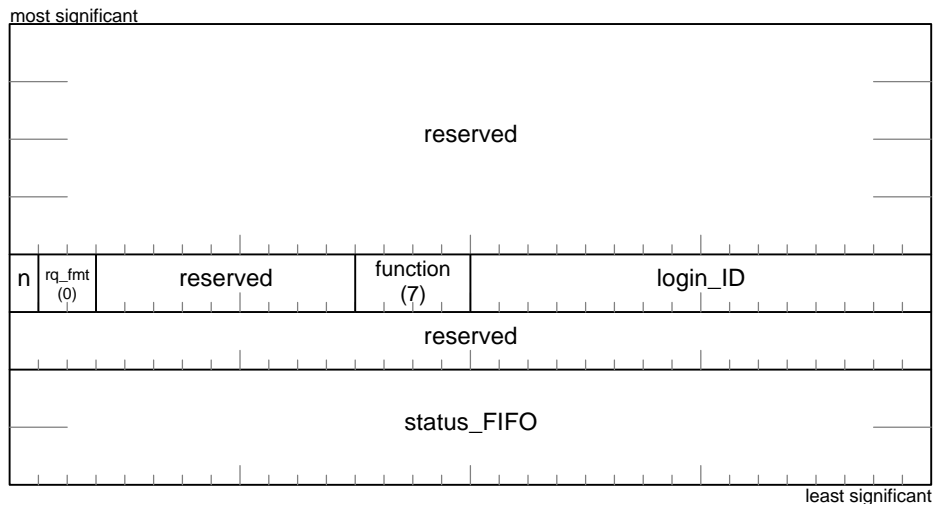 most significant
reserved
n
rq_fmt
(0)
reserved
function
(7)
login_ID
reserved
status_FIFO
least significant